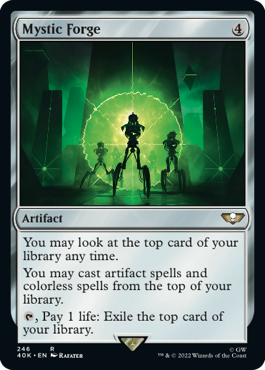 Mystic Forge 4
Artifact
You may look at the top card of your
library any time.
You may cast artifact spells and
colorless spells from the top of your
library.
, Pay 1 life: Exile the top card of
your library.
246 R
40K • EN Rafater
© GW
™ & © 2022 Wizards of the Coast